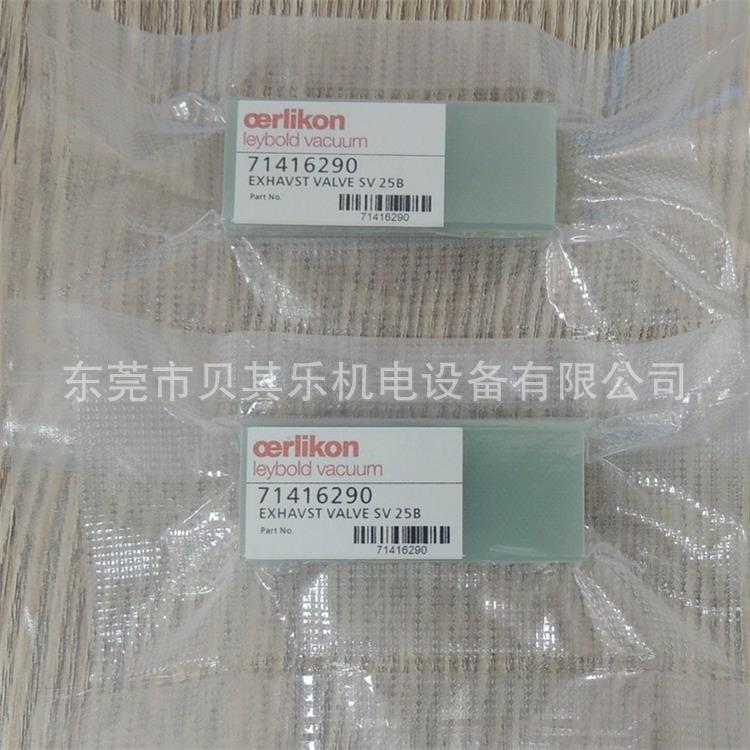 œrlikon
leybold vacuum
71416290
EXHAVST VALVE SV 25B
Part No.
71416290
东莞市贝其乐机电设备有限公司
œrlikon
leybold vacuum
71416290
EXHAVST VALVE SV 25B
Part No.
71416290